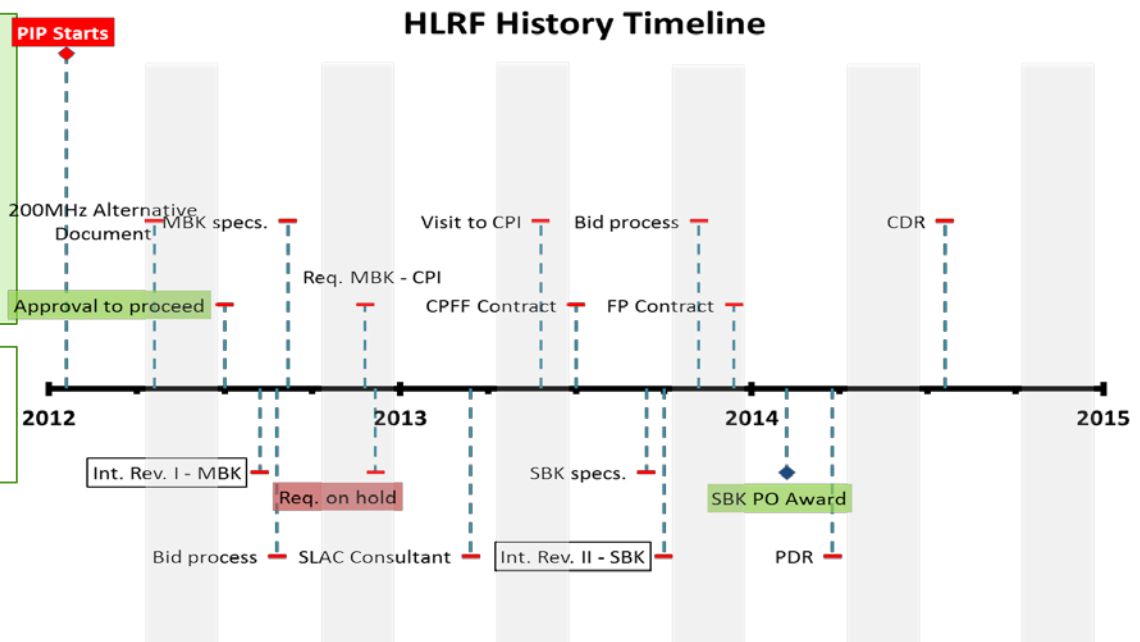 HLRF History Timeline
PIP Starts
200MHz Alternative
Document
MBK specs.
Visit to CPI
Bid process
CDR
Req. MBK - CPI
Approval to proceed
CPFF Contract
FP Contract
2012
2013
2014
2015
Int. Rev. I - MBK
SBK specs.
Req. on hold
SBK PO Award
Bid process
SLAC Consultant
Int. Rev. II - SBK
PDR